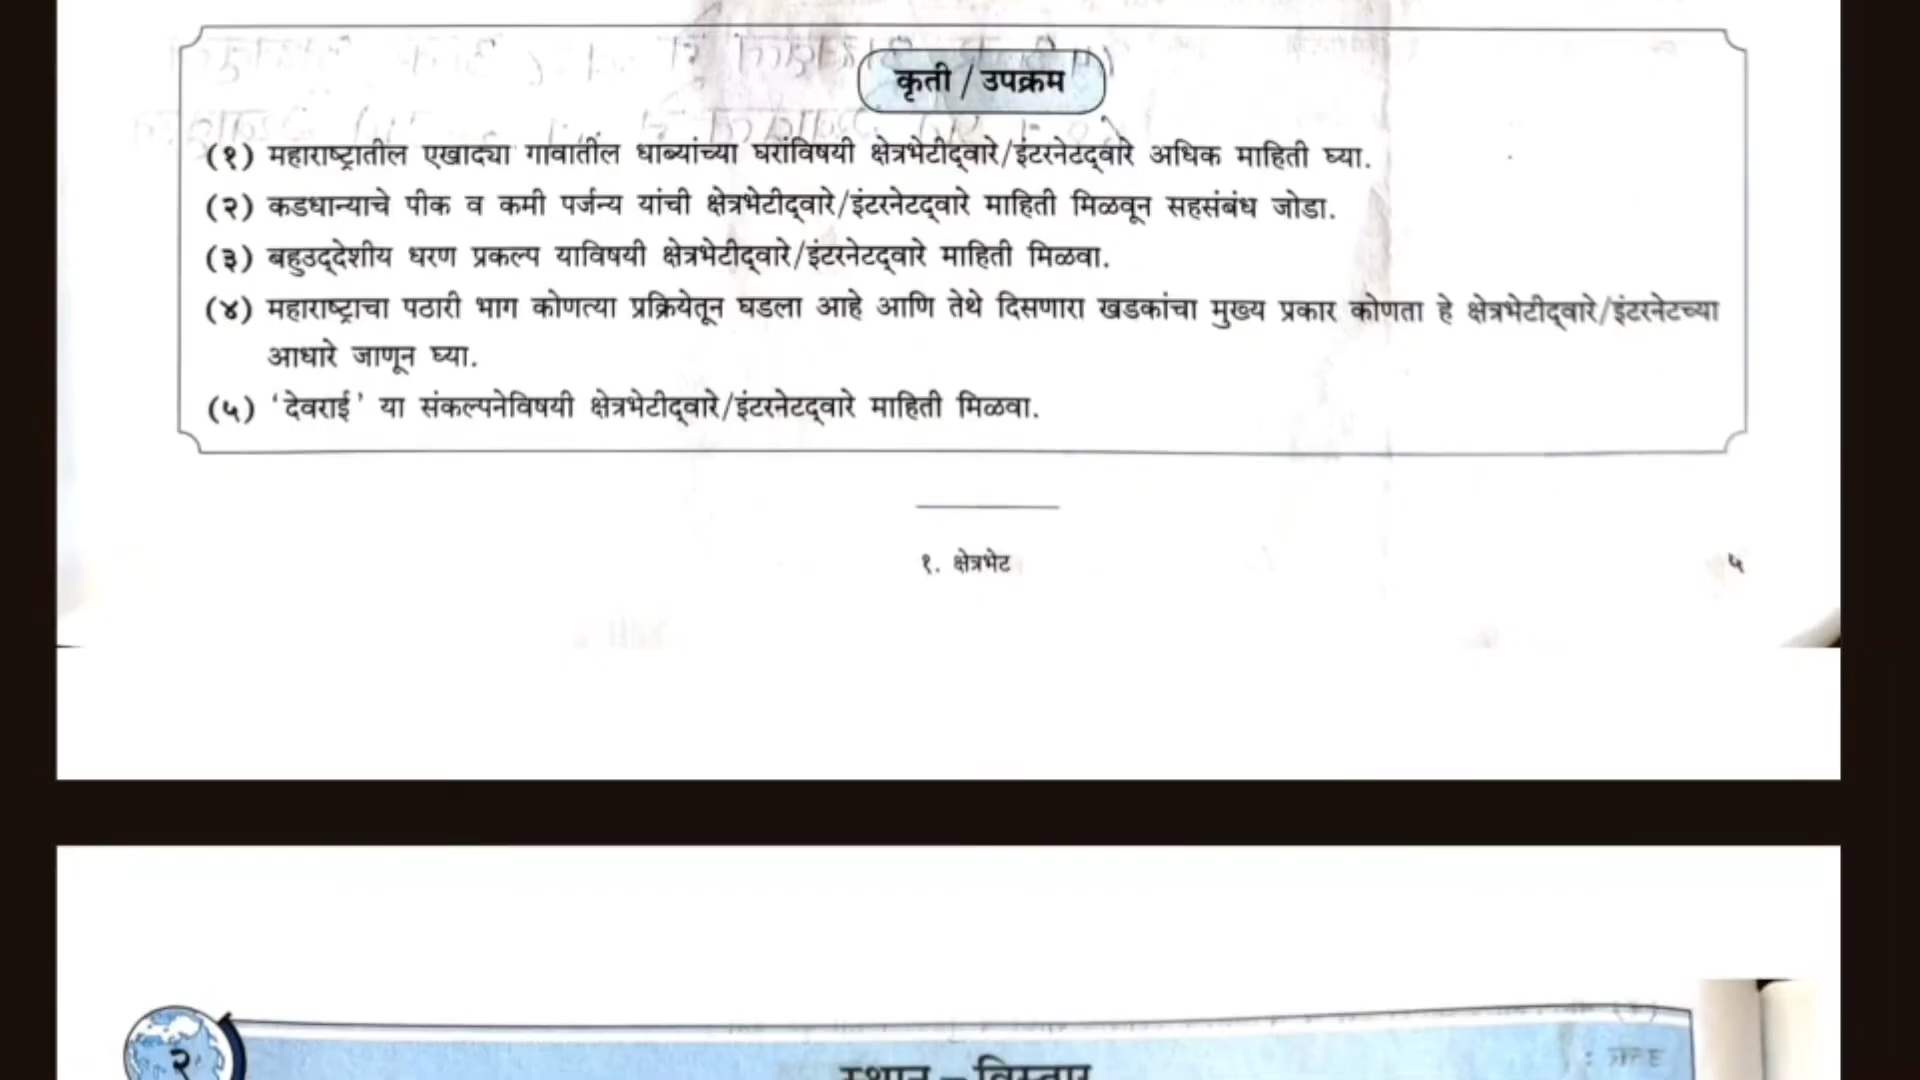 कृती / उपक्रम
(१) महाराष्ट्रातील एखाद्या गावातील धाब्यांच्या घरांविषयी क्षेत्रभेटीद्वारे/इंटरनेटद्वारे अधिक माहिती घ्या.
(२) कडधान्याचे पीक व कमी पर्जन्य यांची क्षेत्रभेटीद्वारे/इंटरनेटद्वारे माहिती मिळवून सहसंबंध जोडा.
(३) बहुउद्देशीय धरण प्रकल्प याविषयी क्षेत्रभेटीद्वारे/इंटरनेटद्वारे माहिती मिळवा.
(४) महाराष्ट्राचा पठारी भाग कोणत्या प्रक्रियेतून घडला आहे आणि तेथे दिसणारा खडकांचा मुख्य प्रकार कोणता हे क्षेत्रभेटीद्वारे/इंटरनेटच्या
आधारे जाणून घ्या.
(५) 'देवराई' या संकल्पनेविषयी क्षेत्रभेटीद्वारे/इंटरनेटद्वारे माहिती मिळवा.
१. क्षेत्रभेट
५
२
स्थान – विस्तार